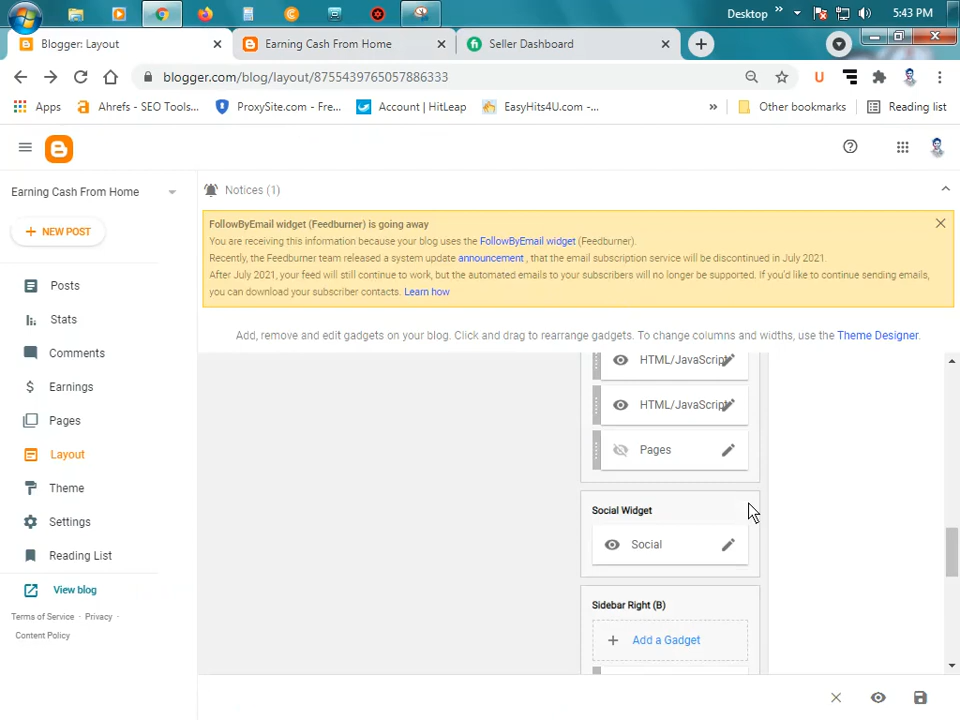 Desktop
»
5:43 PM
Blogger: Layout
Earning Cash From Home
Seller Dashboard
blogger.com/blog/layout/8755439765057886333
Apps
Ahrefs - SEO Tools...
ProxySite.com - Fre...
Account | HitLeap
EasyHits4U.com -...
»
Other bookmarks
Reading list
Earning Cash From Home
Notices (1)
NEW POST
FollowByEmail widget (Feedburner) is going away
You are receiving this information because your blog uses the FollowByEmail widget (Feedburner).
Recently, the Feedburner team released a system update announcement , that the email subscription service will be discontinued in July 2021.
After July 2021, your feed will still continue to work, but the automated emails to your subscribers will no longer be supported. If you'd like to continue sending emails,
you can download your subscriber contacts. Learn how
Add, remove and edit gadgets on your blog. Click and drag to rearrange gadgets. To change columns and widths, use the Theme Designer.
Posts
Stats
Comments
Earnings
Pages
Layout
Theme
Settings
Reading List
View blog
Terms of Service · Privacy ·
Content Policy
HTML/JavaScript
HTML/JavaScript
Pages
Social Widget
Social
Sidebar Right (B)
Add a Gadget